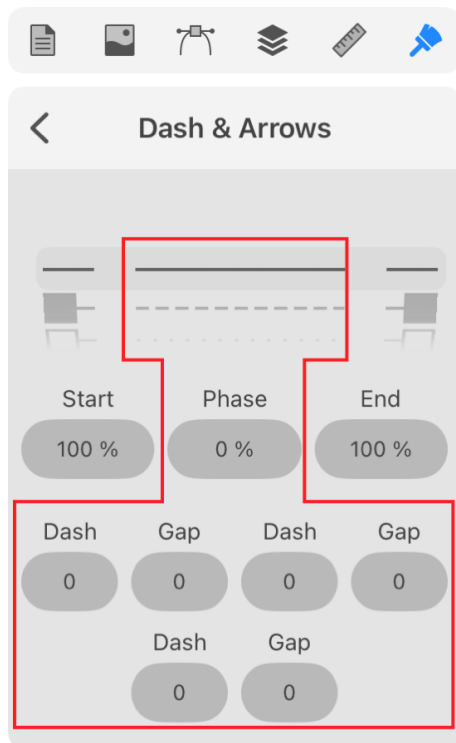 Dash & Arrows
Start Phase End
100 % 0 % 100 %
Dash Gap Dash Gap
0 0 0 0
Dash Gap
0 0